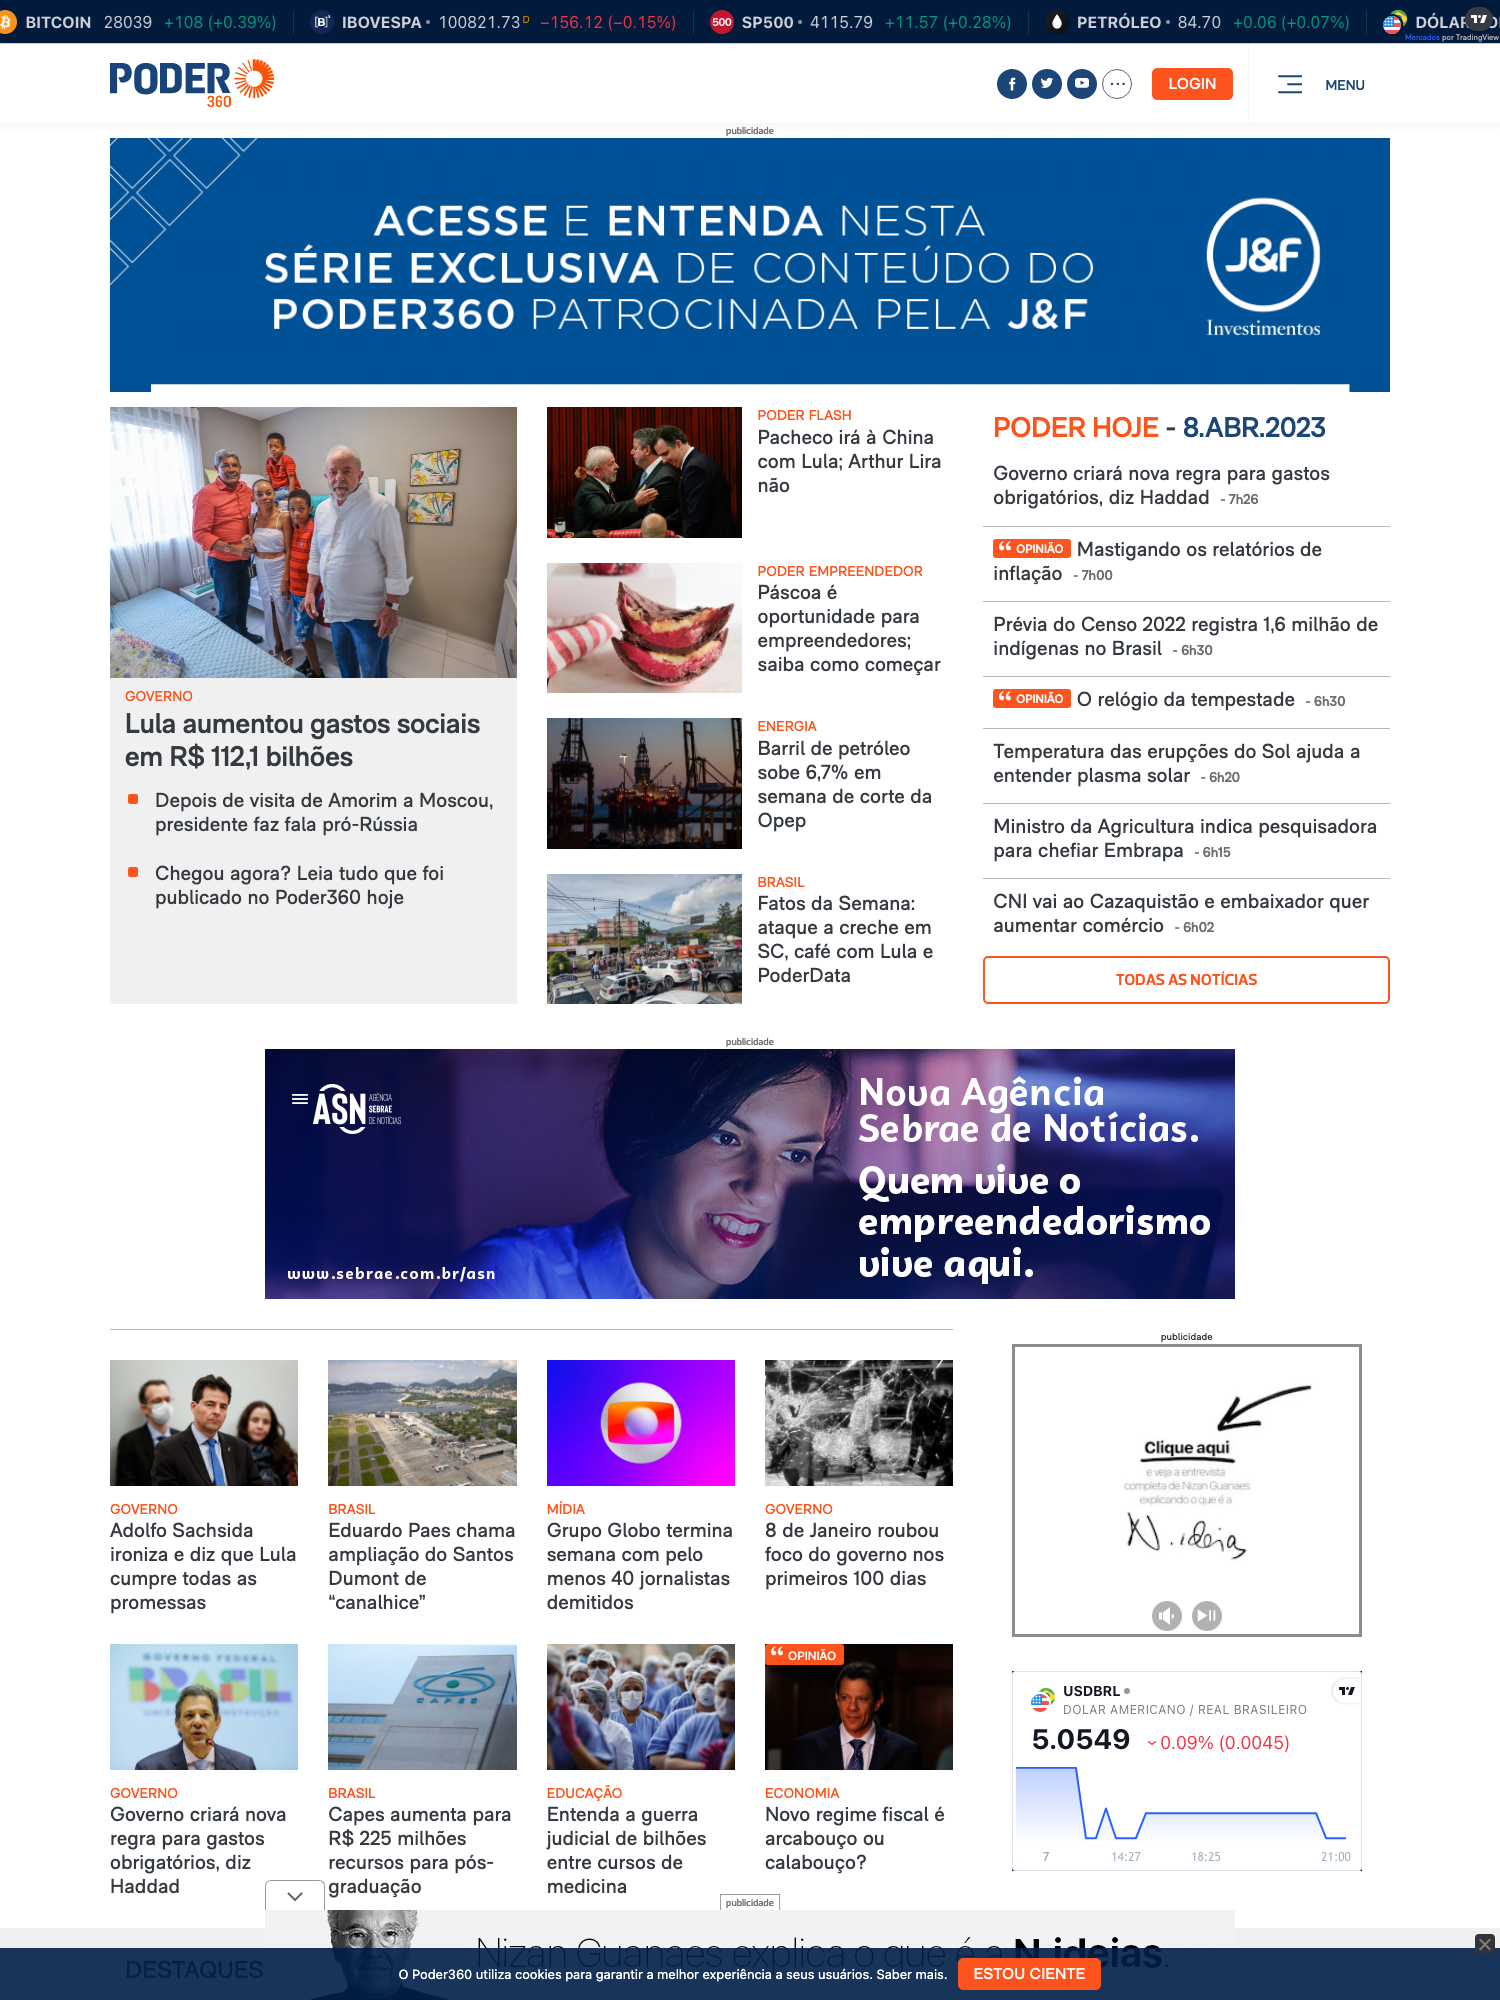 BITCOIN 28039 +108 (+0.39%) IBOVESPA 100821.73 D −156.12 (−0.15%) 500 SP500 4115.79 +11.57 (+0.28%) PETRÓLEO 84.70 +0.06 (+0.07%)
Mercados por TradingView
PODER
360
LOGIN
MENU
publicidade
ACESSE E ENTENDA NESTA
SÉRIE EXCLUSIVA DE CONTEÚDO DO
PODER360 PATROCINADA PELA J&F
J&F
Investimentos
GOVERNO
Lula aumentou gastos sociais
em R$ 112,1 bilhões
Depois de visita de Amorim a Moscou,
presidente faz fala pró-Rússia
Chegou agora? Leia tudo que foi
publicado no Poder360 hoje
PODER FLASH
Pacheco irá à China
com Lula; Arthur Lira
não
PODER EMPREENDEDOR
Páscoa é
oportunidade para
empreendedores;
saiba como começar
ENERGIA
Barril de petróleo
sobe 6,7% em
semana de corte da
Opep
BRASIL
Fatos da Semana:
ataque a creche em
SC, café com Lula e
PoderData
PODER HOJE - 8.ABR.2023
Governo criará nova regra para gastos
obrigatórios, diz Haddad - 7h26
“ OPINIÃO Mastigando os relatórios de
inflação - 7h00
Prévia do Censo 2022 registra 1,6 milhão de
indígenas no Brasil - 6h30
“ OPINIÃO O relógio da tempestade - 6h30
Temperatura das erupções do Sol ajuda a
entender plasma solar - 6h20
Ministro da Agricultura indica pesquisadora
para chefiar Embrapa - 6h15
CNI vai ao Cazaquistão e embaixador quer
aumentar comércio - 6h02
TODAS AS NOTÍCIAS
publicidade
ASN
AGÊNCIA
SEBRAE
DE NOTÍCIAS
www.sebrae.com.br/asn
Nova Agência
Sebrae de Notícias.
Quem vive o
empreendedorismo
vive aqui.
GOVERNO
Adolfo Sachsida
ironiza e diz que Lula
cumpre todas as
promessas
BRASIL
Eduardo Paes chama
ampliação do Santos
Dumont de
“canalhice”
MÍDIA
Grupo Globo termina
semana com pelo
menos 40 jornalistas
demitidos
GOVERNO
8 de Janeiro roubou
foco do governo nos
primeiros 100 dias
publicidade
Clique aqui
e veja a entrevista
completa de Nizan Guanaes
explicando o que é a
N.ideias
GOVERNO FEDERAL
BRASIL
GOVERNO
Governo criará nova
regra para gastos
obrigatórios, diz
Haddad
CAPES
BRASIL
Capes aumenta para
R$ 225 milhões
recursos para pós-
graduação
EDUCAÇÃO
Entenda a guerra
judicial de bilhões
entre cursos de
medicina
“ OPINIÃO
ECONOMIA
Novo regime fiscal é
arcabouço ou
calabouço?
USDBRL
DOLAR AMERICANO / REAL BRASILEIRO
5.0549 0.09% (0.0045)
7 14:27 18:25 21:00
publicidade
Nizan Guanaes explica o que é a N.ideias.
DESTAQUES
O Poder360 utiliza cookies para garantir a melhor experiência a seus usuários. Saber mais. ESTOU CIENTE